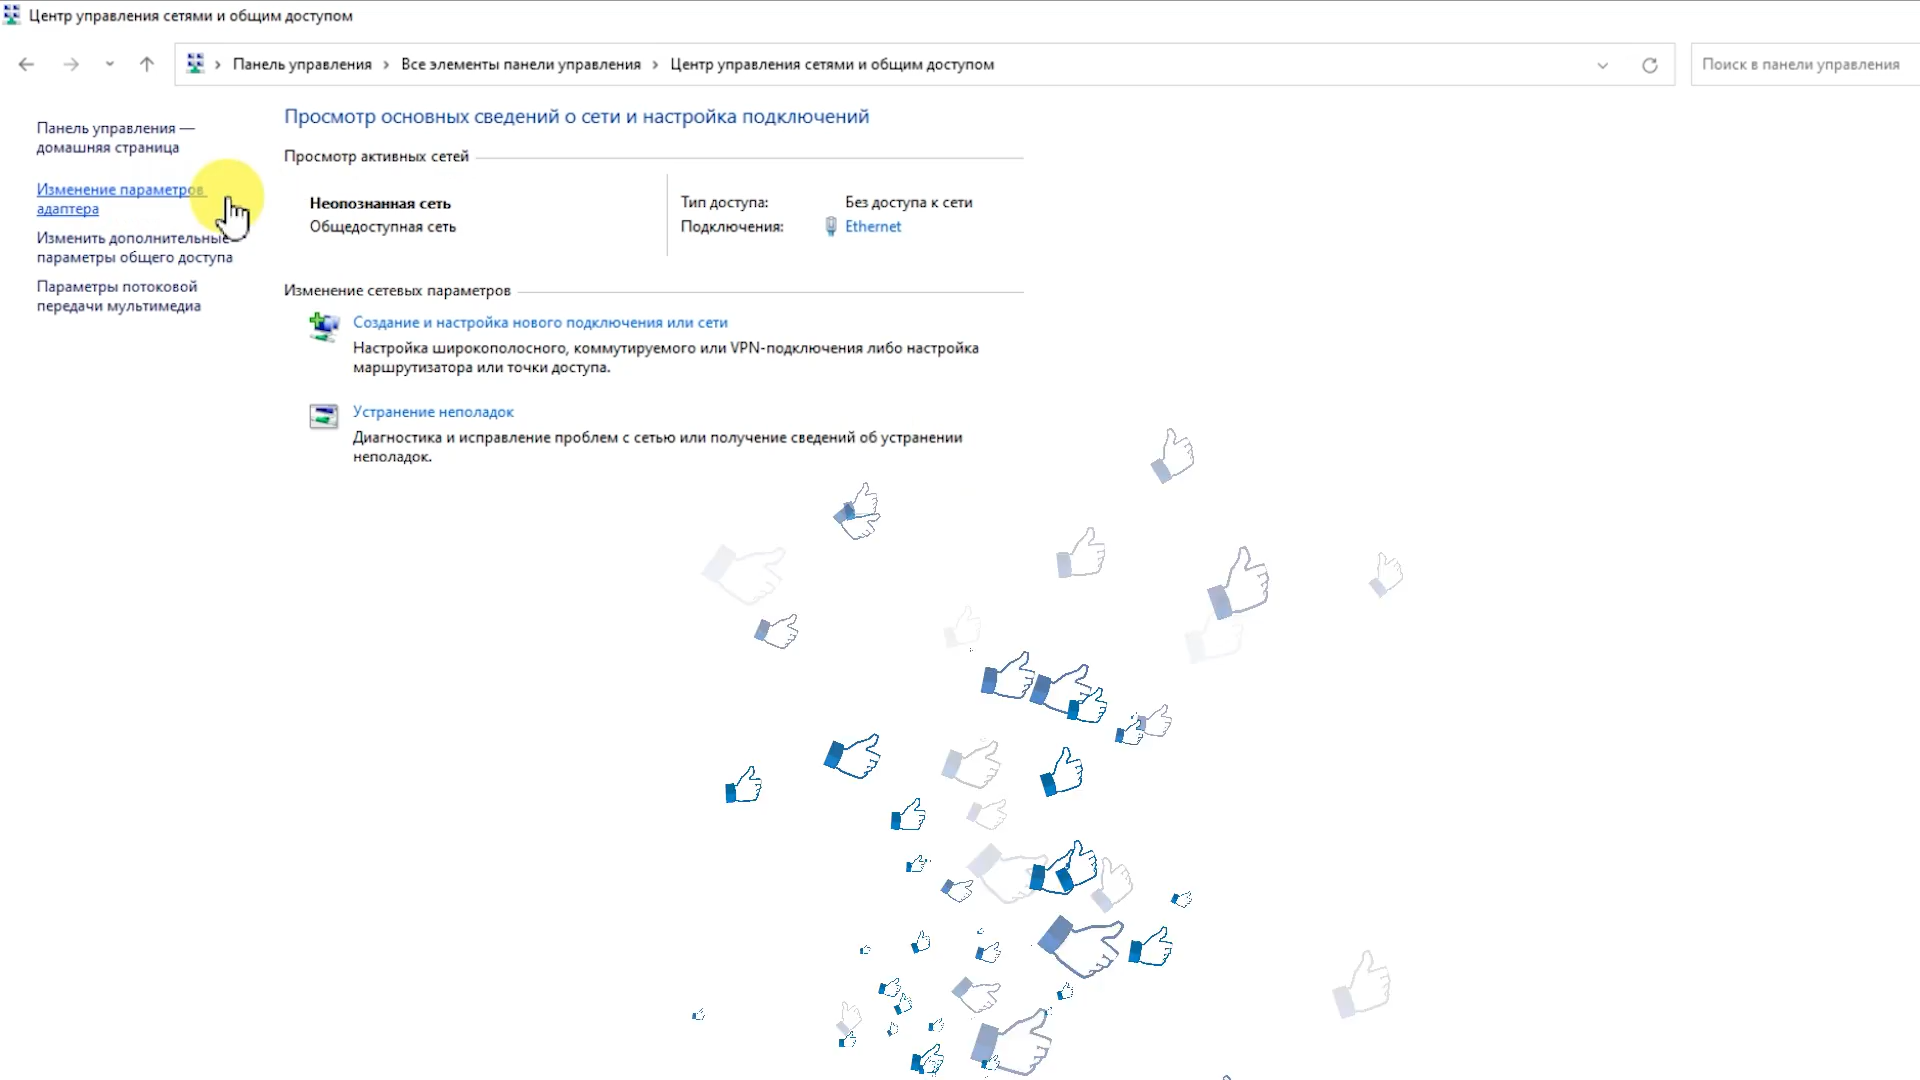 Центр управления сетями и общим доступом
Панель управления
Все элементы панели управления
Центр управления сетями и общим доступом
Поиск в панели управления
Панель управления —
домашняя страница
Изменение параметров
адаптера
Изменить дополнительные
параметры общего доступа
Параметры потоковой
передачи мультимедиа
Просмотр основных сведений о сети и настройка подключений
Просмотр активных сетей
Неопознанная сеть
Общедоступная сеть
Тип доступа: Без доступа к сети
Подключения: Ethernet
Изменение сетевых параметров
Создание и настройка нового подключения или сети
Настройка широкополосного, коммутируемого или VPN-подключения либо настройка
маршрутизатора или точки доступа.
Устранение неполадок
Диагностика и исправление проблем с сетью или получение сведений об устранении
неполадок.